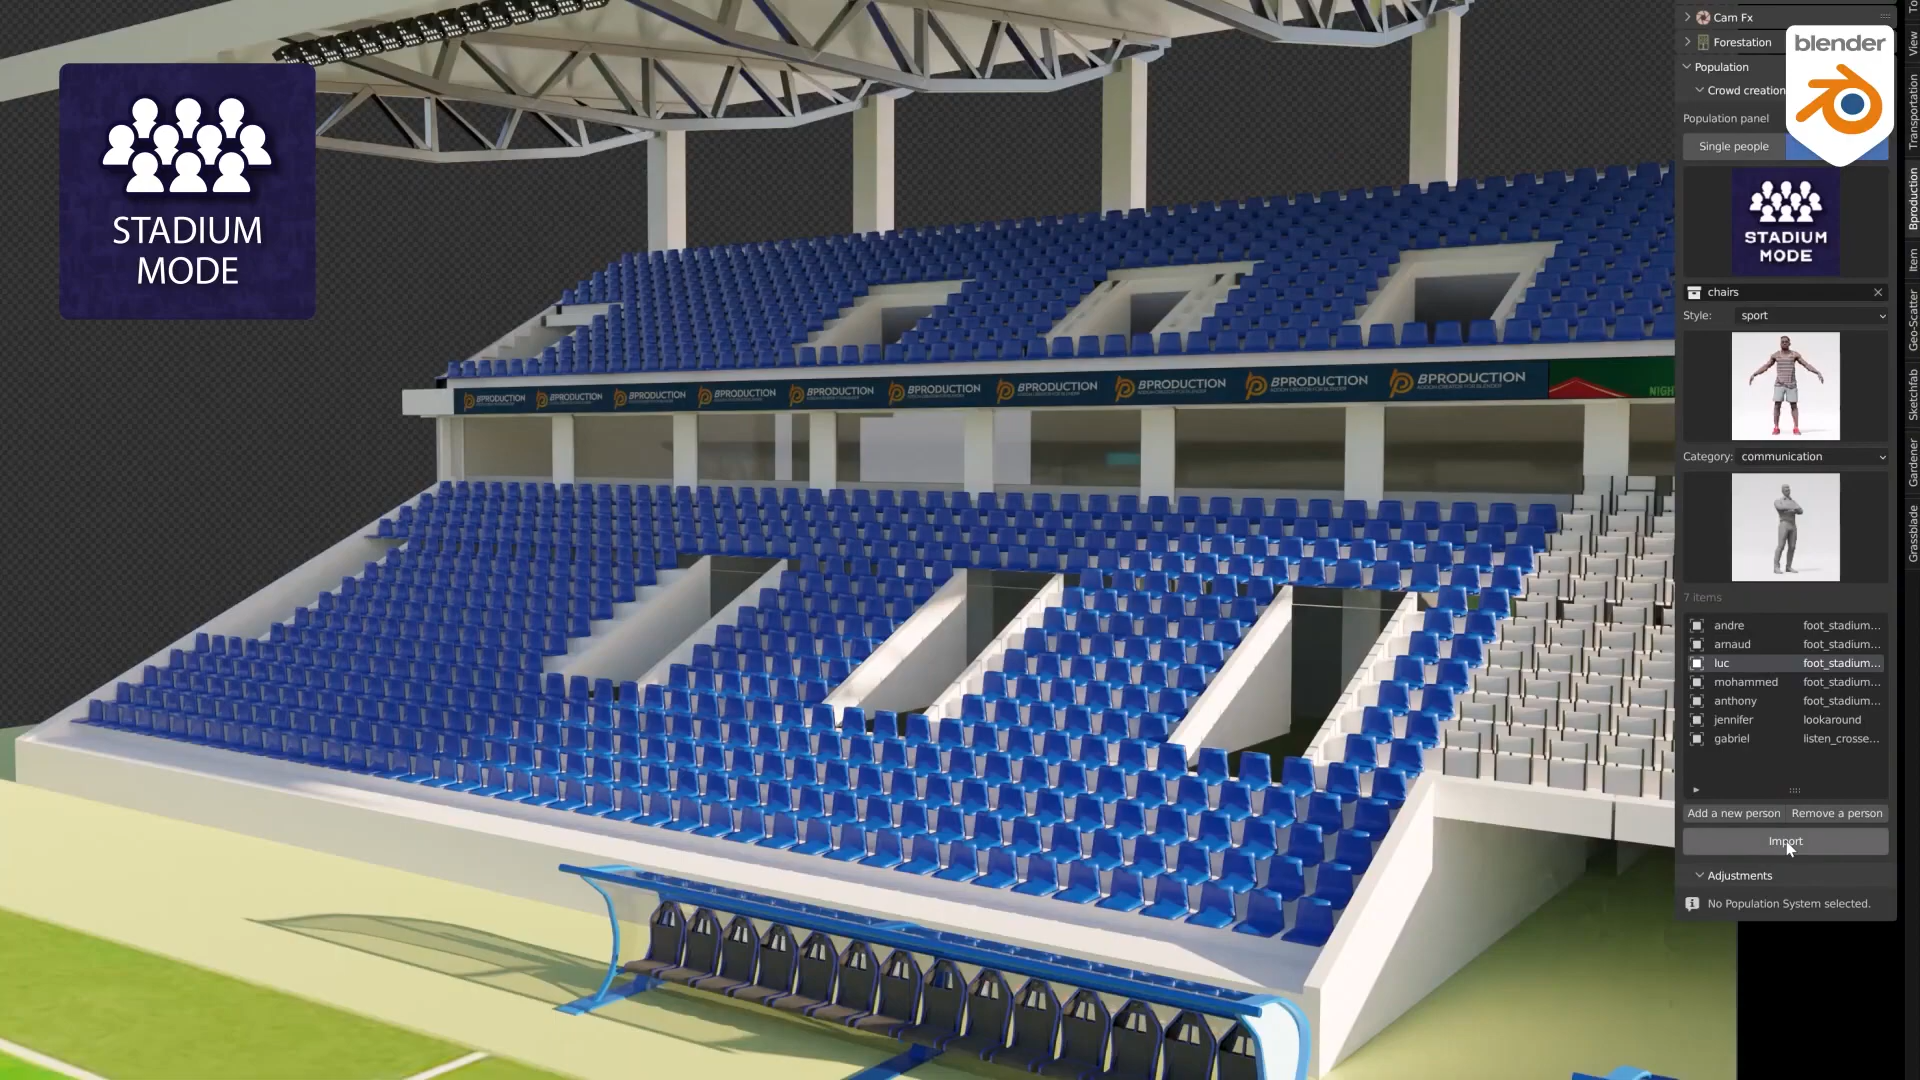 STADIUM
MODE
BPRODUCTION
BPRODUCTION
BPRODUCTION
BPRODUCTION
BPRODUCTION
BPRODUCTION
BPRODUCTION
BPRODUCTION
BPRODUCTION
BPRODUCTION
NIGH
Cam Fx
Forestation
blender
Population
Crowd creation
Population panel
Single people
STADIUM
MODE
chairs
Style: sport
Category: communication
7 items
andre foot_stadium...
arnaud foot_stadium...
luc foot_stadium...
mohammed foot_stadium...
anthony foot_stadium...
jennifer lookaround
gabriel listen_crosse...
Add a new person Remove a person
Import
Adjustments
No Population System selected.
To
View
Transportation
Bproduction
Item
Geo-Scatter
Sketchfab
Gardener
Grassblade